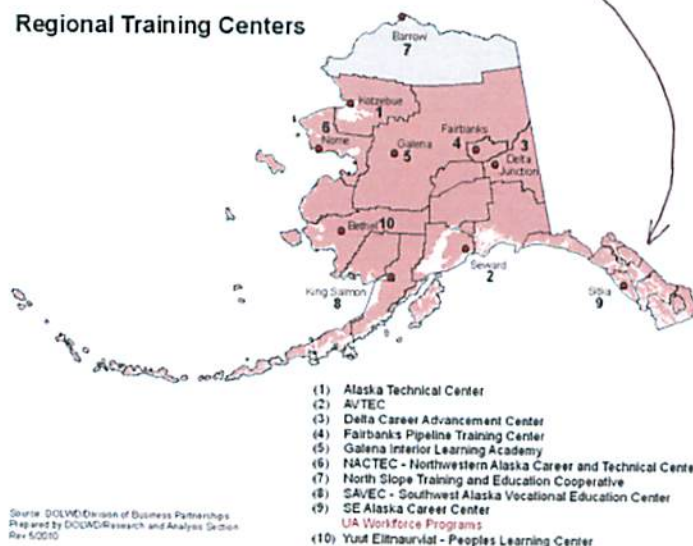 Regional Training Centers
Barrow
7
Kotzebue
1
6
Nome
Galena
5
Fairbanks
4
3
Delta
Junction
Bethel 10
King Salmon
8
Seward
2
Sitka
9
(1) Alaska Technical Center
(2) AVTEC
(3) Delta Career Advancement Center
(4) Fairbanks Pipeline Training Center
(5) Galena Interior Learning Academy
(6) NACTEC - Northwestern Alaska Career and Technical Cente
(7) North Slope Training and Education Cooperative
(8) SAVEC - Southwest Alaska Vocational Education Center
(9) SE Alaska Career Center
UA Workforce Programs
(10) Yuut Elitnaurvial - Peoples Learning Center
Source: DOLWD/Division of Business Partnerships
Prepared by DOLWD/Research and Analysis Section
Rev 5/2010